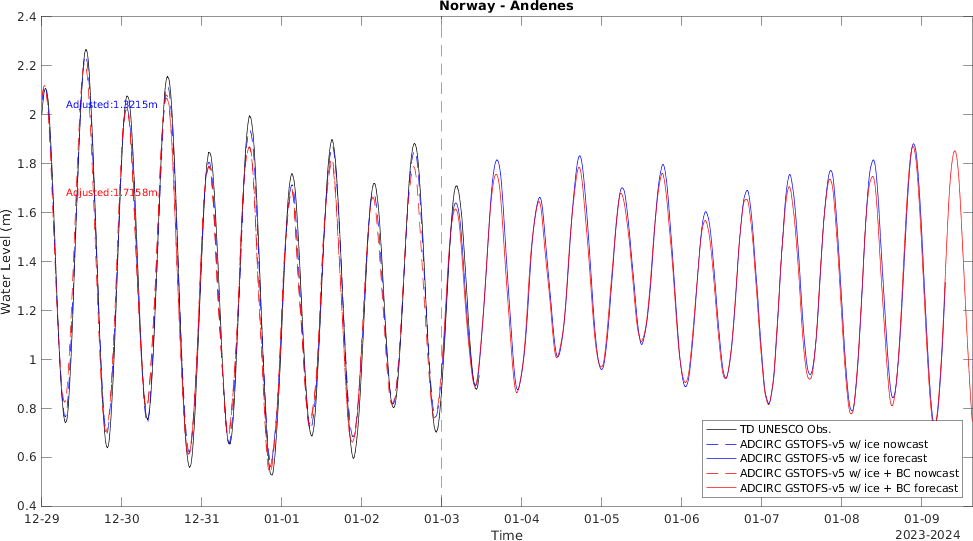 Norway - Andenes
2.4
2.2
2
1.8
1.6
1.4
1.2
1
0.8
0.6
0.4
Water Level (m)
Adjusted:1.3215m
Adjusted:1.7158m
TD UNESCO Obs.
ADCIRC GSTOFS-v5 w/ ice nowcast
ADCIRC GSTOFS-v5 w/ ice forecast
ADCIRC GSTOFS-v5 w/ ice + BC nowcast
ADCIRC GSTOFS-v5 w/ ice + BC forecast
12-29 12-30 12-31 01-01 01-02 01-03 01-04 01-05 01-06 01-07 01-08 01-09
Time
2023-2024